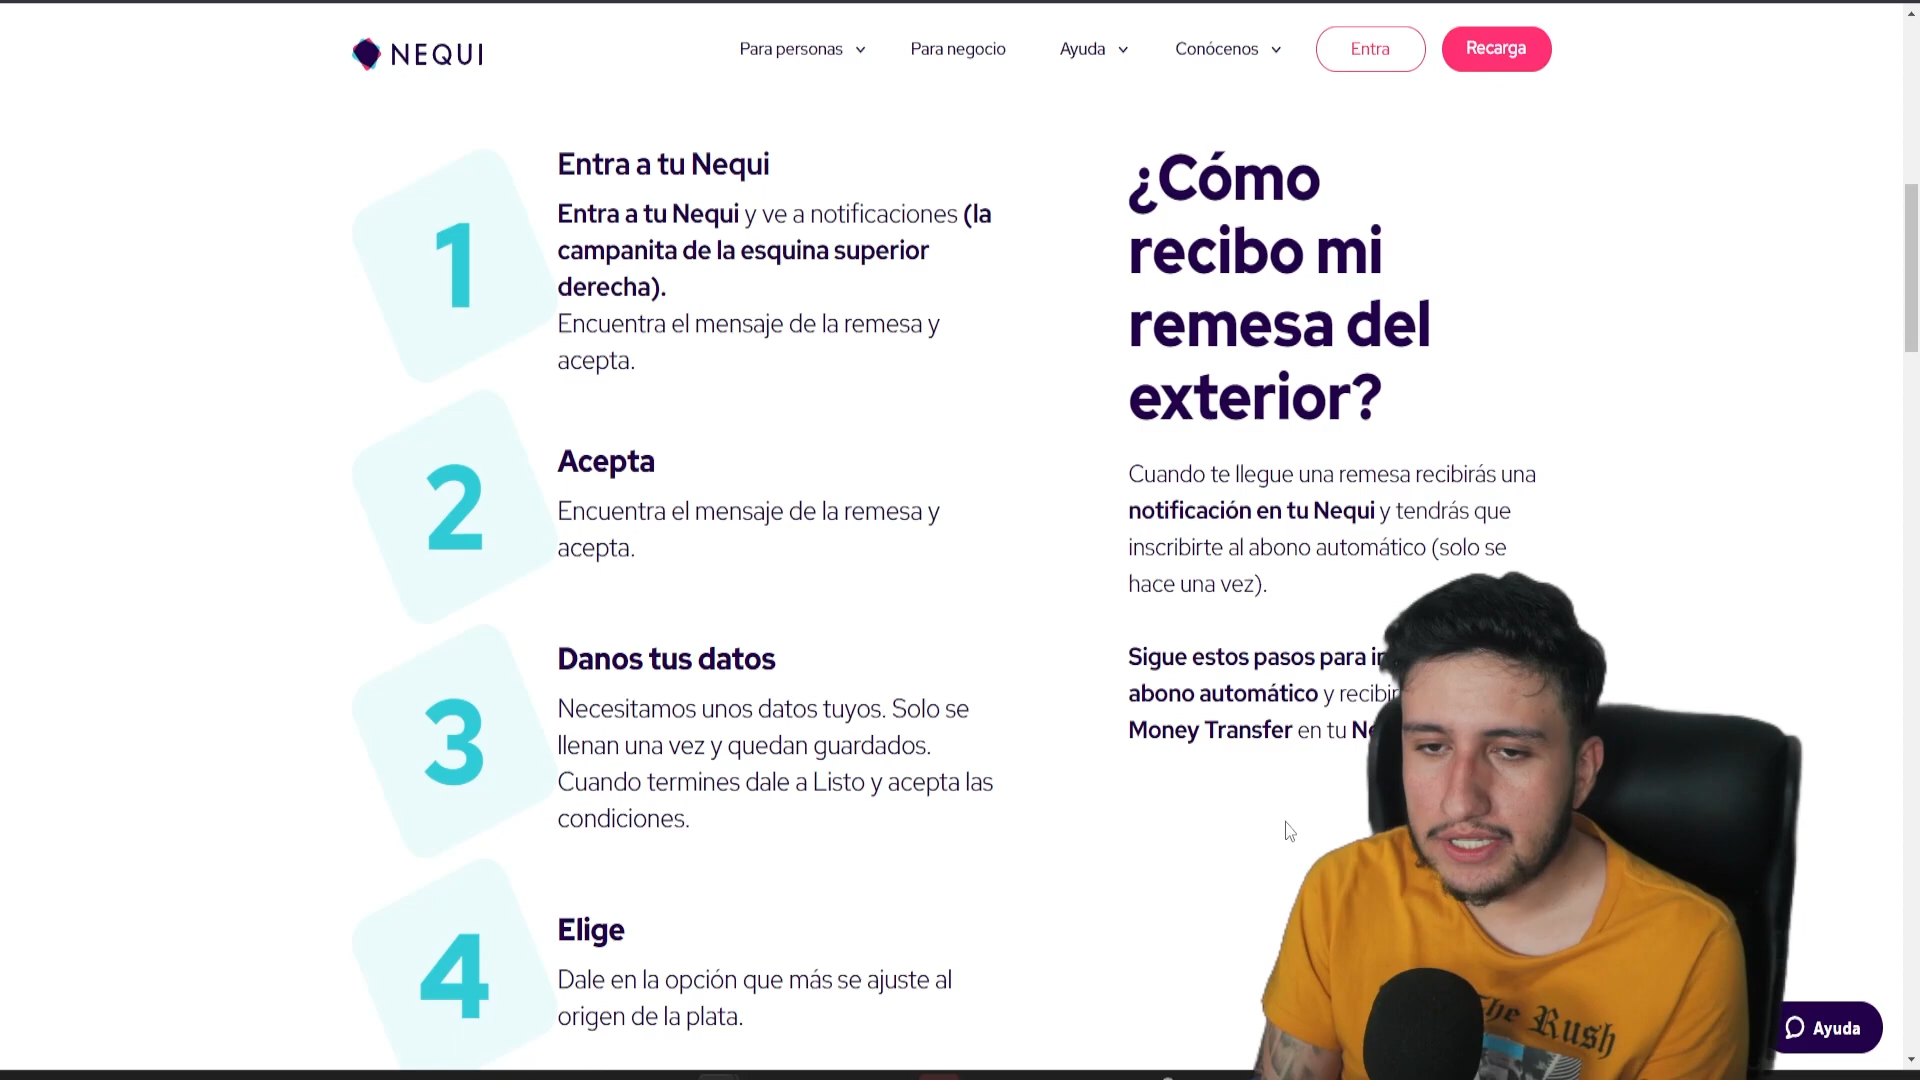 NEQUI
Para personas
Para negocio
Ayuda
Conócenos
Entra
Recarga
1
Entra a tu Nequi
Entra a tu Nequi y ve a notificaciones (la
campanita de la esquina superior
derecha).
Encuentra el mensaje de la remesa y
acepta.
2
Acepta
Encuentra el mensaje de la remesa y
acepta.
3
Danos tus datos
Necesitamos unos datos tuyos. Solo se
llenan una vez y quedan guardados.
Cuando termines dale a Listo y acepta las
condiciones.
4
Elige
Dale en la opción que más se ajuste al
origen de la plata.
¿Cómo
recibo mi
remesa del
exterior?
Cuando te llegue una remesa recibirás una
notificación en tu Nequi y tendrás que
inscribirte al abono automático (solo se
hace una vez).
Sigue estos pasos para
abono automático y
Money Transfer en tu
The Rush
Ayuda